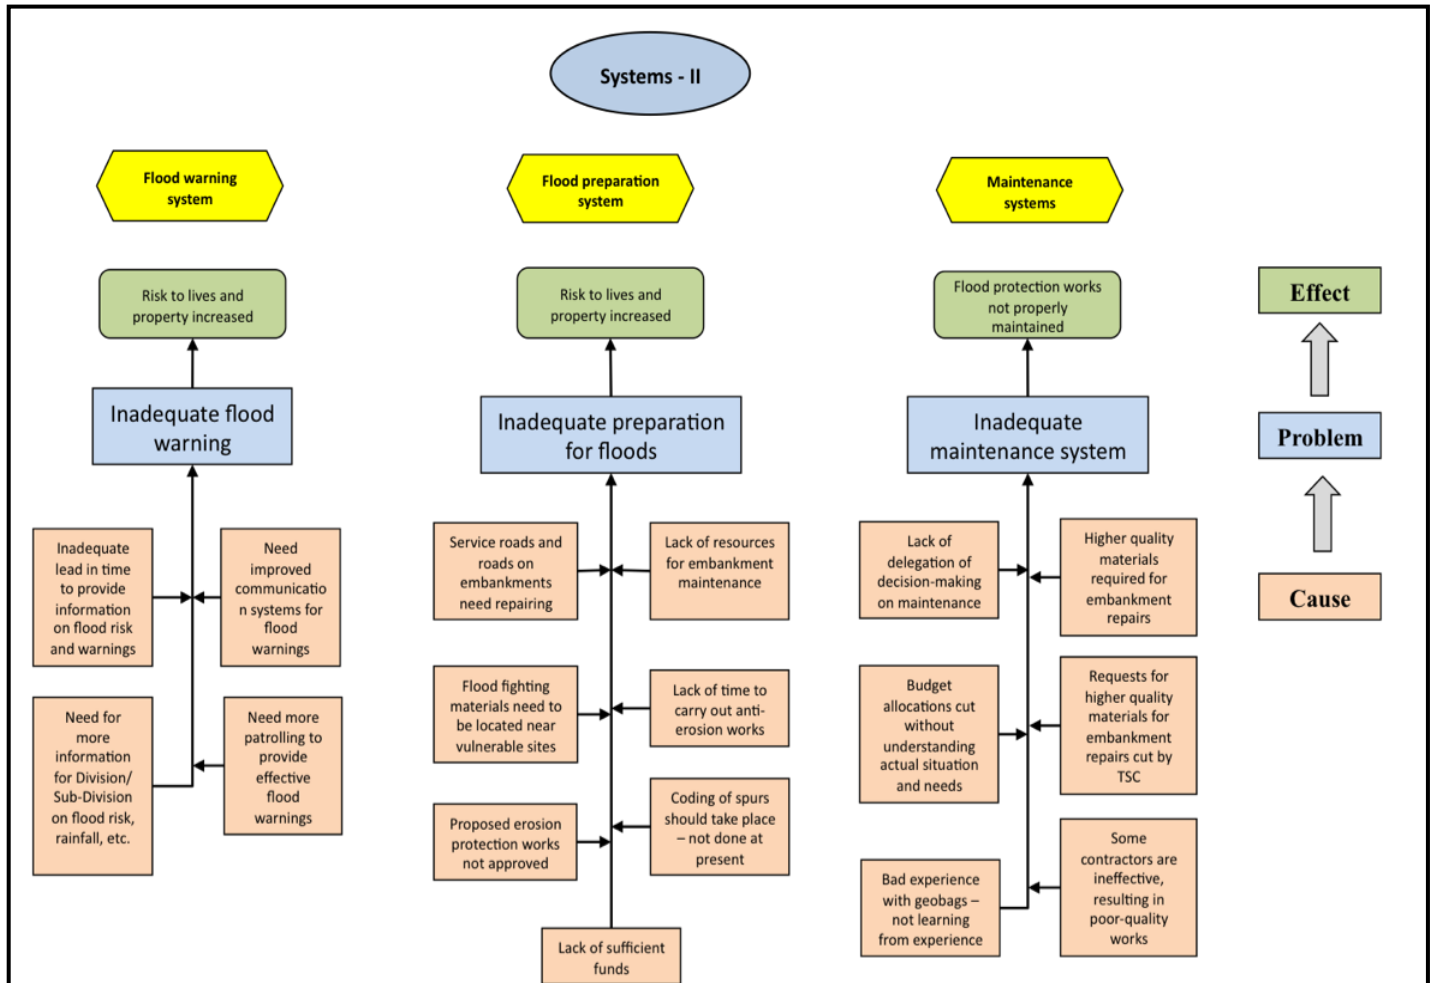 Systems - II
Flood warning
system
Flood preparation
system
Maintenance
systems
Risk to lives and
property increased
Risk to lives and
property increased
Flood protection works
not properly
maintained
Effect
Inadequate flood
warning
Inadequate preparation
for floods
Inadequate
maintenance system
Problem
Inadequate
lead in time
to provide
information
on flood risk
and warnings
Need
improved
communicatio
n systems for
flood
warnings
Need for
more
information
for Division/
Sub-Division
on flood risk,
rainfall, etc.
Need more
patrolling to
provide
effective
flood
warnings
Service roads and
roads on
embankments
need repairing
Lack of resources
for embankment
maintenance
Flood fighting
materials need to
be located near
vulnerable sites
Lack of time to
carry out anti-
erosion works
Proposed erosion
protection works
not approved
Coding of spurs
should take place
– not done at
present
Lack of sufficient
funds
Lack of
delegation of
decision-making
on maintenance
Higher quality
materials
required for
embankment
repairs
Budget
allocations cut
without
understanding
actual situation
and needs
Requests for
higher quality
materials for
embankment
repairs cut by
TSC
Bad experience
with geobags –
not learning
from experience
Some
contractors are
ineffective,
resulting in
poor-quality
works
Cause